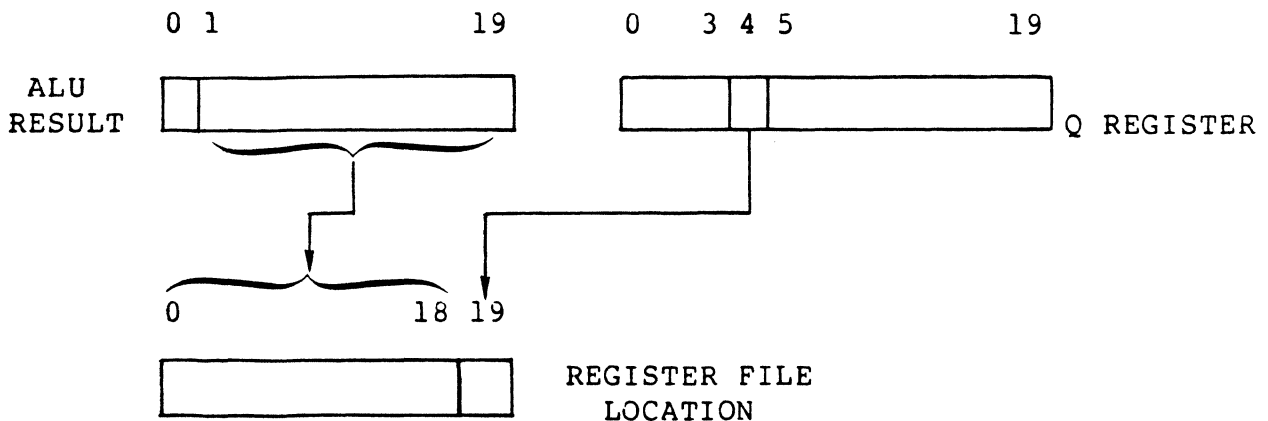 0 1 19 0 3 4 5 19
ALU
RESULT
Q REGISTER
0 18 19
REGISTER FILE
LOCATION